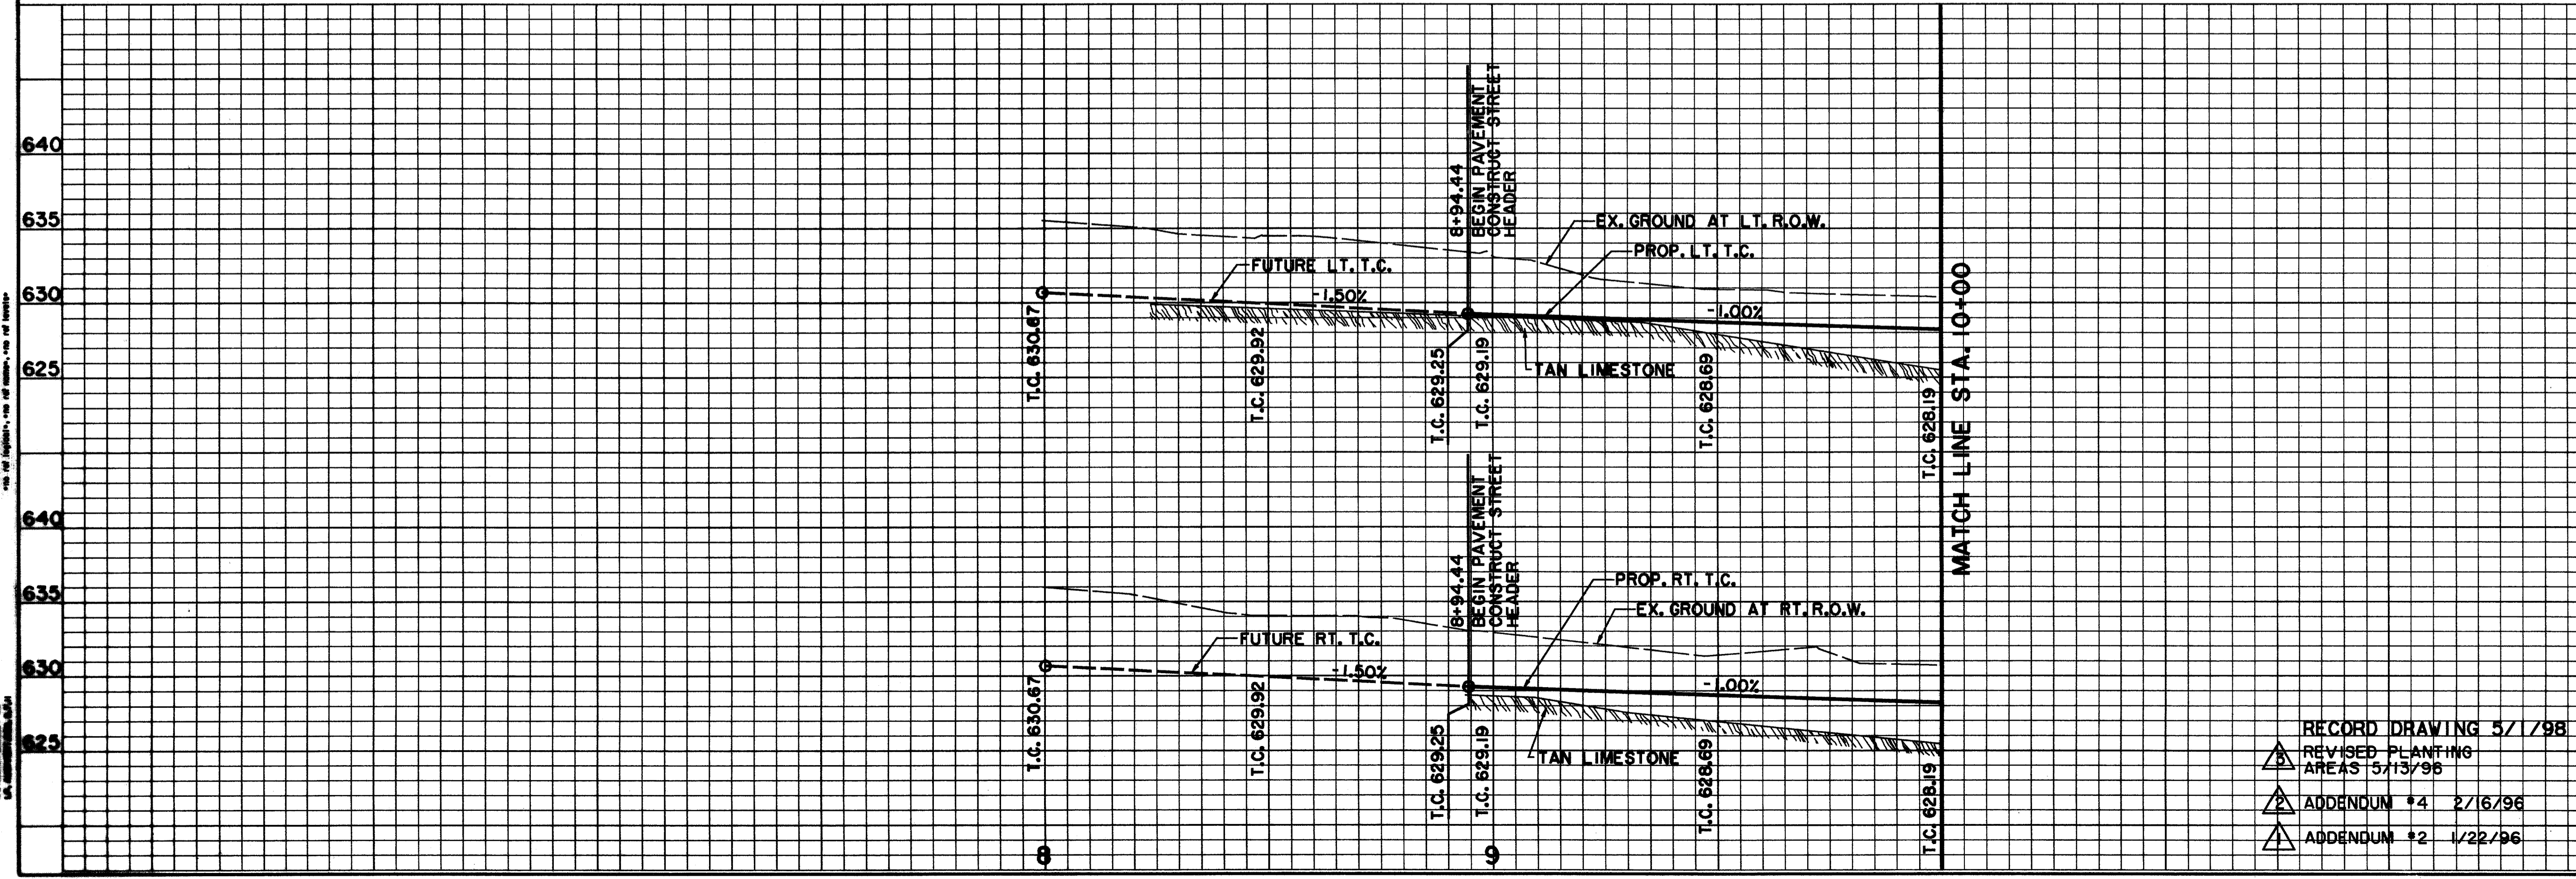 640
635
630
625
8+94.44
BEGIN PAVEMENT
CONSTRUCT STREET
HEADER
EX. GROUND AT LT. R.O.W.
PROP. LT. T.C.
FUTURE LT. T.C.
-1.50%
-1.00%
T.C. 630.67
T.C. 629.92
T.C. 629.25
T.C. 629.19
TAN LIMESTONE
T.C. 628.69
T.C. 628.19
MATCH LINE STA. 10+00
640
635
630
625
8+94.44
BEGIN PAVEMENT
CONSTRUCT STREET
HEADER
PROP. RT. T.C.
EX. GROUND AT RT. R.O.W.
FUTURE RT. T.C.
-1.50%
-1.00%
T.C. 630.67
T.C. 629.92
T.C. 629.25
T.C. 629.19
TAN LIMESTONE
T.C. 628.69
T.C. 628.19
8
9
RECORD DRAWING 5/1/98
3 REVISED PLANTING
AREAS 5/13/96
2 ADDENDUM #4 2/16/96
1 ADDENDUM #2 1/22/96